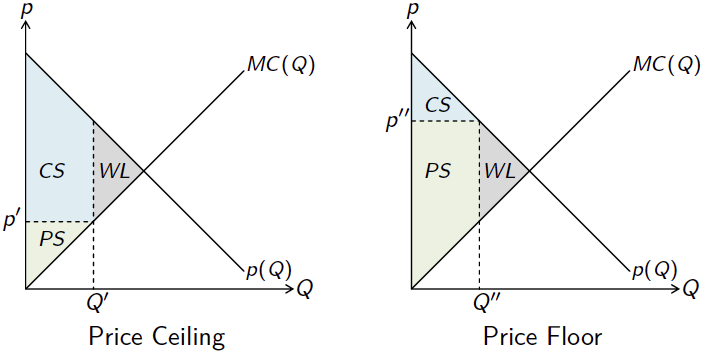 p
MC(Q)
CS
WL
p′
PS
p(Q)
Q′
Q
Price Ceiling
p
MC(Q)
CS
p′′
PS
WL
p(Q)
Q′′
Q
Price Floor